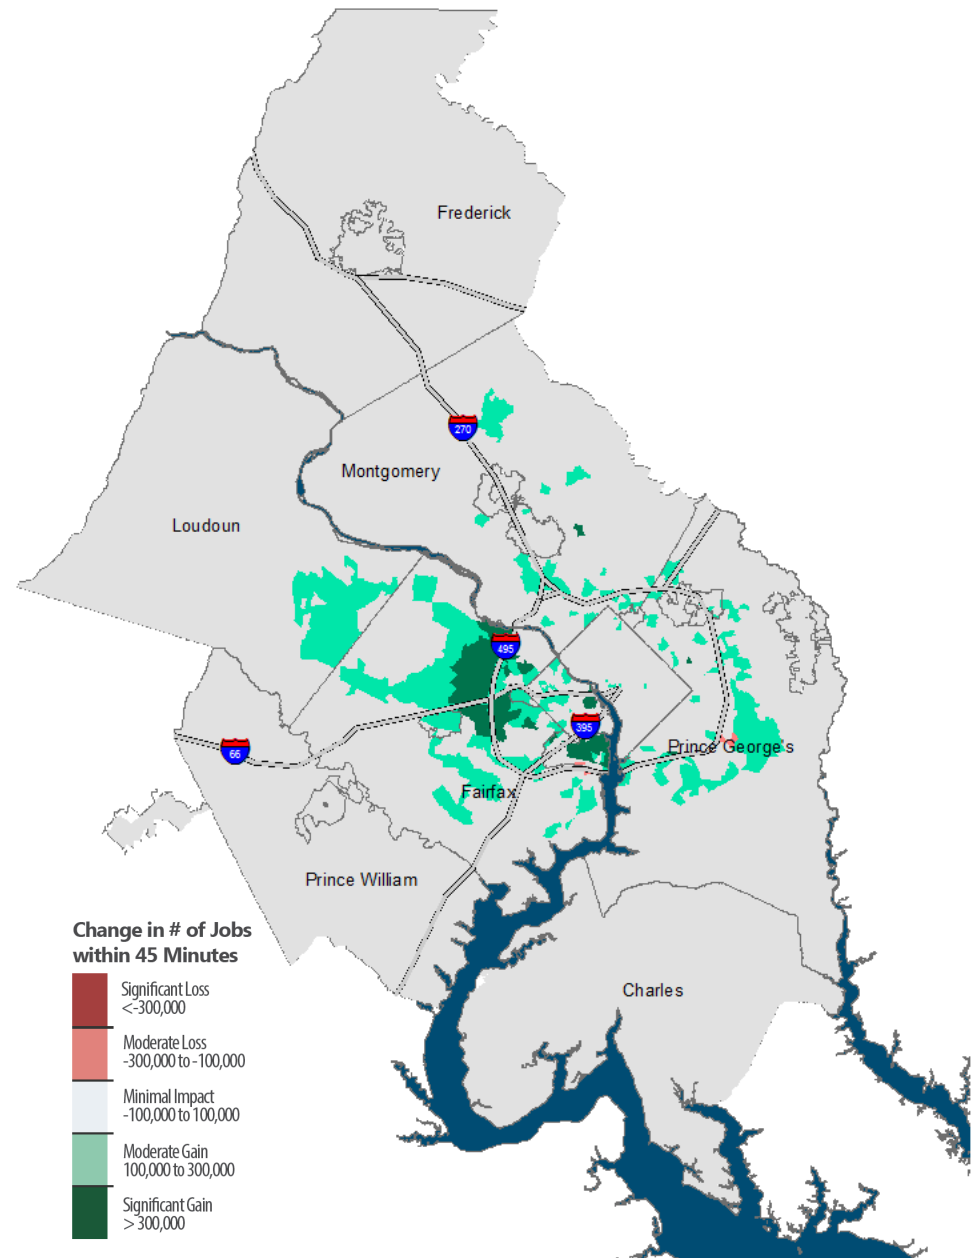 Frederick
270
Montgomery
Loudoun
495
395
Prince George's
66
Fairfax
Prince William
Charles
Change in # of Jobs
within 45 Minutes
Significant Loss
<-300,000
Moderate Loss
-300,000 to -100,000
Minimal Impact
-100,000 to 100,000
Moderate Gain
100,000 to 300,000
Significant Gain
> 300,000